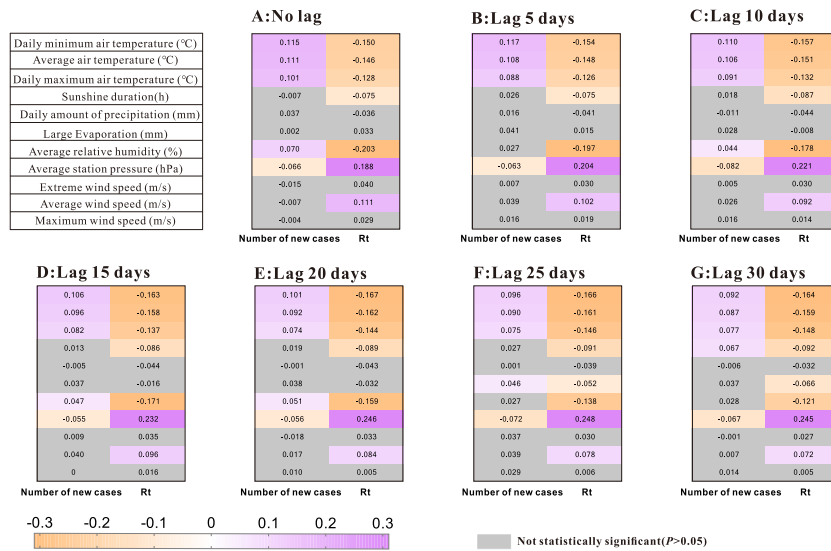 A:No lag
B:Lag 5 days
C:Lag 10 days
Daily minimum air temperature (℃)
Average air temperature (℃)
Daily maximum air temperature (℃)
Sunshine duration(h)
Daily amount of precipitation (mm)
Large Evaporation (mm)
Average relative humidity (%)
Average station pressure (hPa)
Extreme wind speed (m/s)
Average wind speed (m/s)
Maximum wind speed (m/s)
0.115 -0.150
0.111 -0.146
0.101 -0.128
-0.007 -0.075
0.037 -0.036
0.002 0.033
0.070 -0.203
-0.066 0.188
-0.015 0.040
-0.007 0.111
-0.004 0.029
Number of new cases Rt
0.117 -0.154
0.108 -0.148
0.088 -0.126
0.026 -0.075
0.016 -0.041
0.041 0.015
0.027 -0.197
-0.063 0.204
0.007 0.030
0.039 0.102
0.016 0.019
Number of new cases Rt
0.110 -0.157
0.106 -0.151
0.091 -0.132
0.018 -0.087
-0.011 -0.044
0.028 -0.008
0.044 -0.178
-0.082 0.221
0.005 0.030
0.026 0.092
0.016 0.014
Number of new cases Rt
D:Lag 15 days
E:Lag 20 days
F:Lag 25 days
G:Lag 30 days
0.106 -0.163
0.096 -0.158
0.082 -0.137
0.013 -0.086
-0.005 -0.044
0.037 -0.016
0.047 -0.171
-0.055 0.232
0.009 0.035
0.040 0.096
0 0.016
Number of new cases Rt
0.101 -0.167
0.092 -0.162
0.074 -0.144
0.019 -0.089
-0.001 -0.043
0.038 -0.032
0.051 -0.159
-0.056 0.246
-0.018 0.033
0.017 0.084
0.010 0.005
Number of new cases Rt
0.096 -0.166
0.090 -0.161
0.075 -0.146
0.027 -0.091
0.001 -0.039
0.046 -0.052
0.027 -0.138
-0.072 0.248
0.037 0.030
0.039 0.078
0.029 0.006
Number of new cases Rt
0.092 -0.164
0.087 -0.159
0.077 -0.148
0.067 -0.092
-0.006 -0.032
0.037 -0.066
0.028 -0.121
-0.067 0.245
-0.001 0.027
0.007 0.072
0.014 0.005
Number of new cases Rt
-0.3 -0.2 -0.1 0 0.1 0.2 0.3
Not statistically significant(P>0.05)